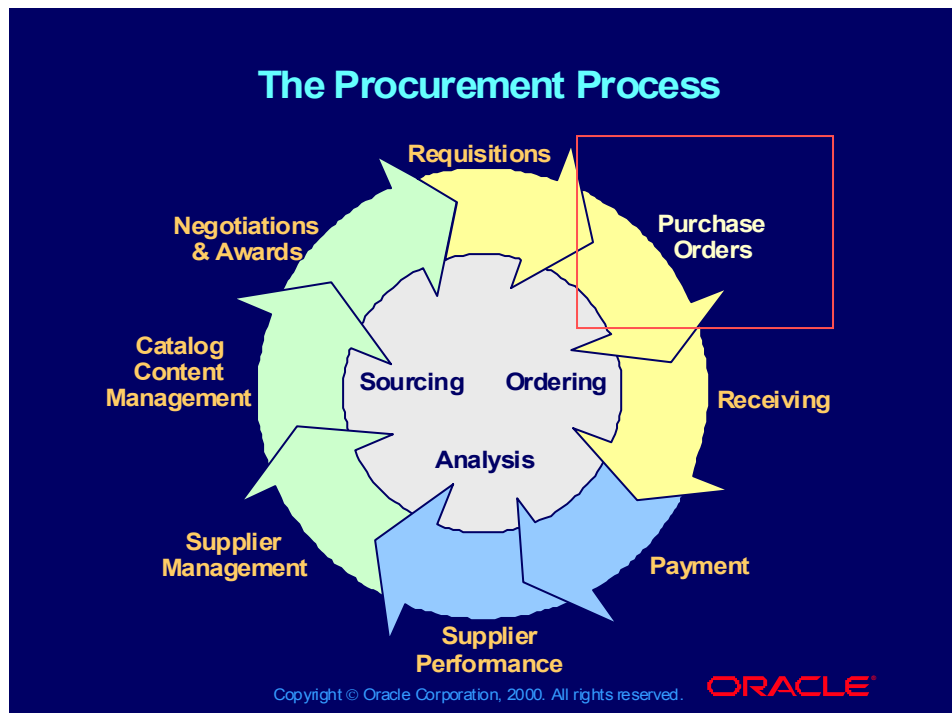 The Procurement Process
Requisitions
Purchase
Orders
Receiving
Payment
Supplier
Performance
Supplier
Management
Catalog
Content
Management
Negotiations
& Awards
Sourcing
Ordering
Analysis
Copyright © Oracle Corporation, 2000. All rights reserved.
ORACLE®